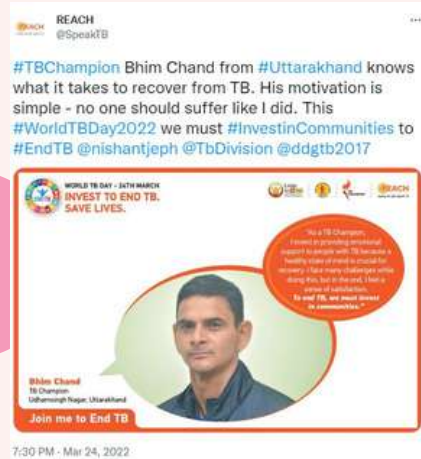 REACH
@SpeakTB
#TBChampion Bhim Chand from #Uttarakhand knows
what it takes to recover from TB. His motivation is
simple - no one should suffer like I did. This
#WorldTBDay2022 we must #InvestinCommunities to
#EndTB @nishantjeph @TbDivision @ddgtb2017
WORLD TB DAY - 24TH MARCH
INVEST TO END TB.
SAVE LIVES.
REACH
"As a TB Champion,
I invest in providing emotional
support to people with TB because a
healthy state of mind is crucial for
recovery. I face many challenges while
doing this, but in the end, I feel a
sense of satisfaction.
To end TB, we must invest
in communities."
Bhim Chand
TB Champion
Udhamsingh Nagar, Uttarakhand
Join me to End TB
7:30 PM - Mar 24, 2022